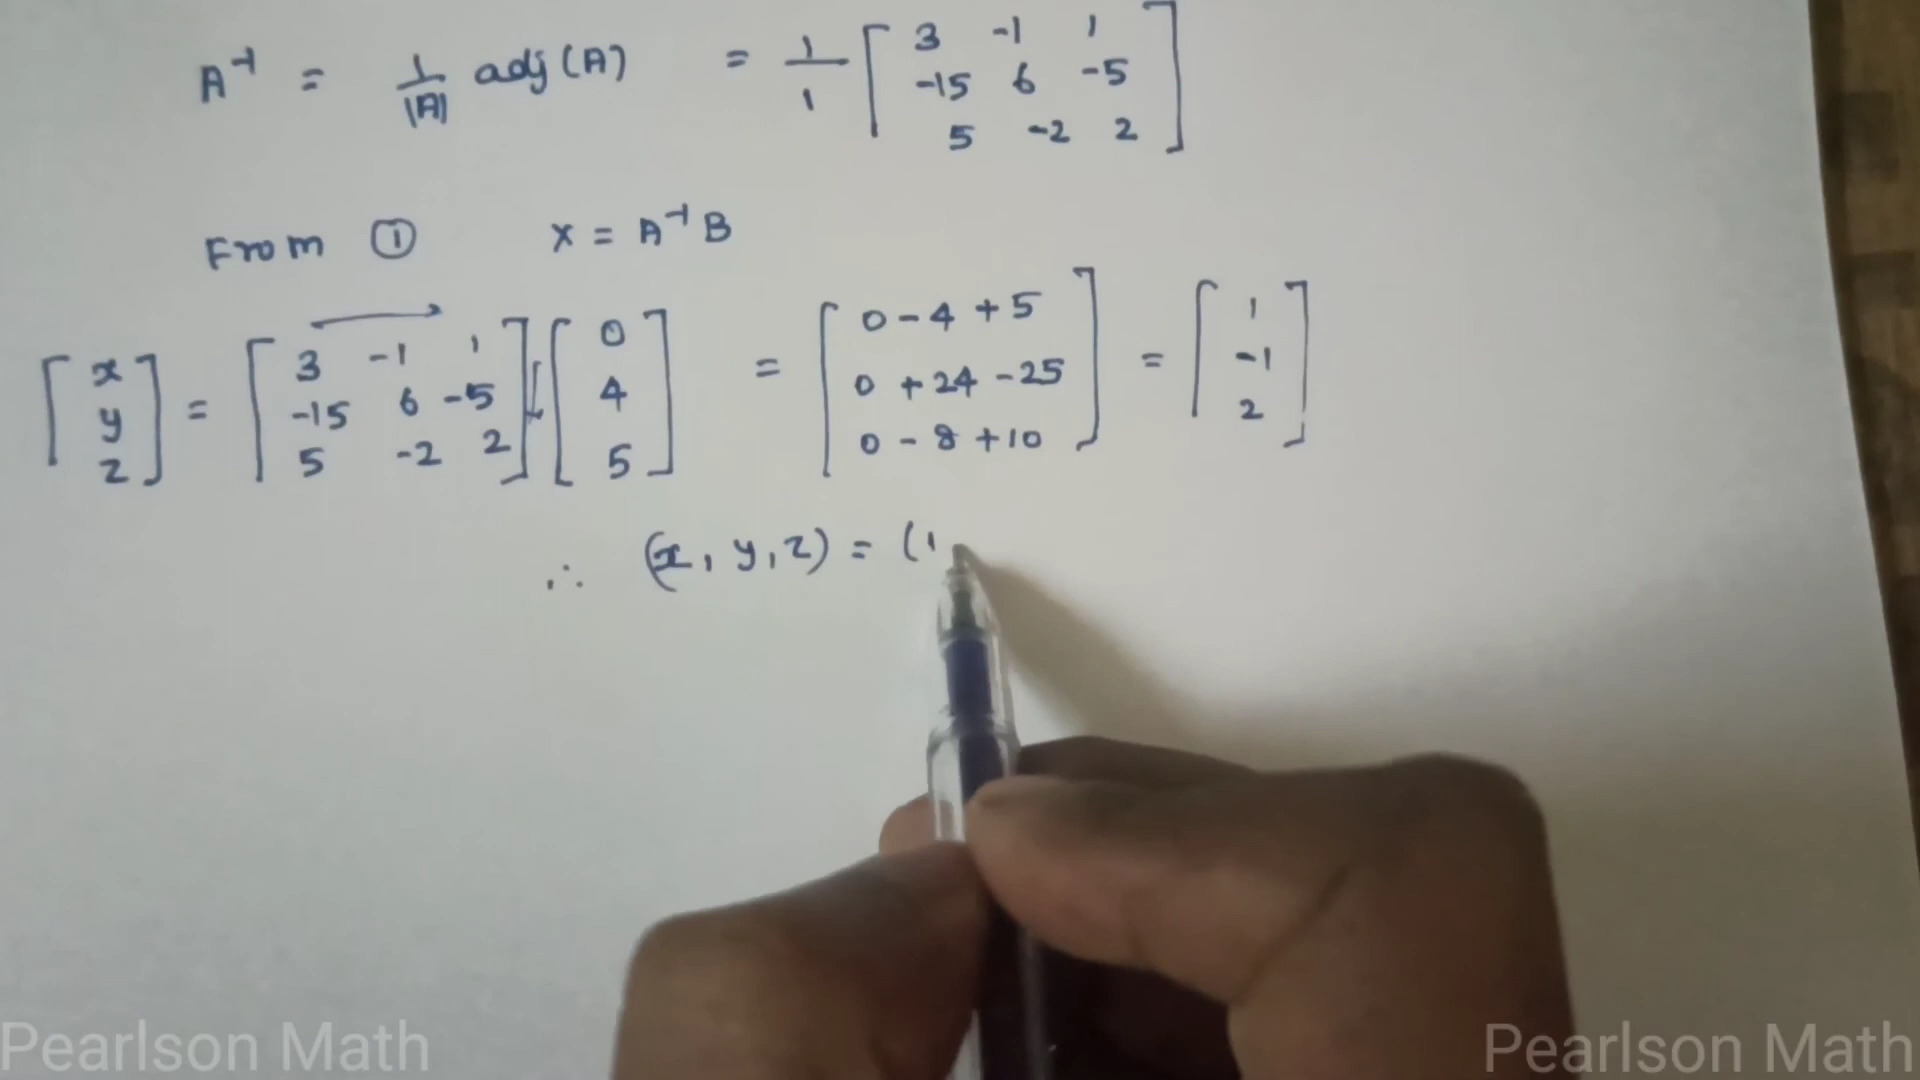 A⁻¹ = 1/|A| adj(A) = 1/1 [3 -1 1
-15 6 -5
5 -2 2]
From ① X = A⁻¹B
[x y z] = [3 -1 1; -15 6 -5; 5 -2 2] [0 4 5] = [0-4+5; 0+24-25; 0-8+10] = [1 -1 2]
∴ (x, y, z) = (1
Pearlson Math Pearlson Math